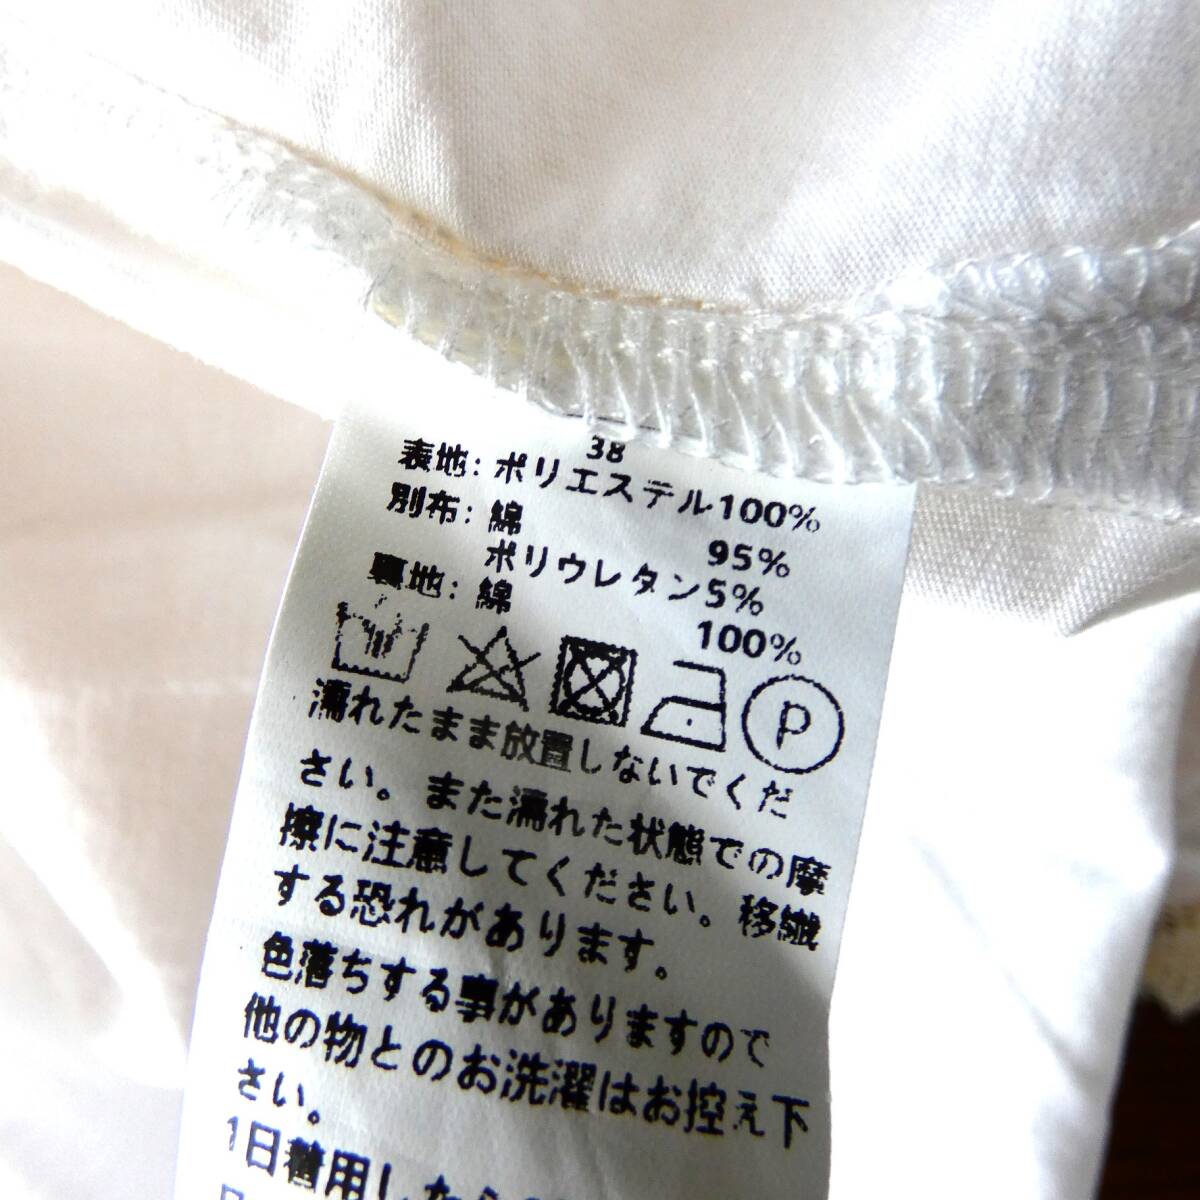 38
表地: ポリエステル100%
別布: 綿 95%
ポリウレタン5%
裏地: 綿 100%
P
濡れたまま放置しないでくだ
さい。また濡れた状態での摩
擦に注意してください。移繊
する恐れがあります。
色落ちする事がありますので
他の物とのお洗濯はお控え下
さい。
1日着用したら